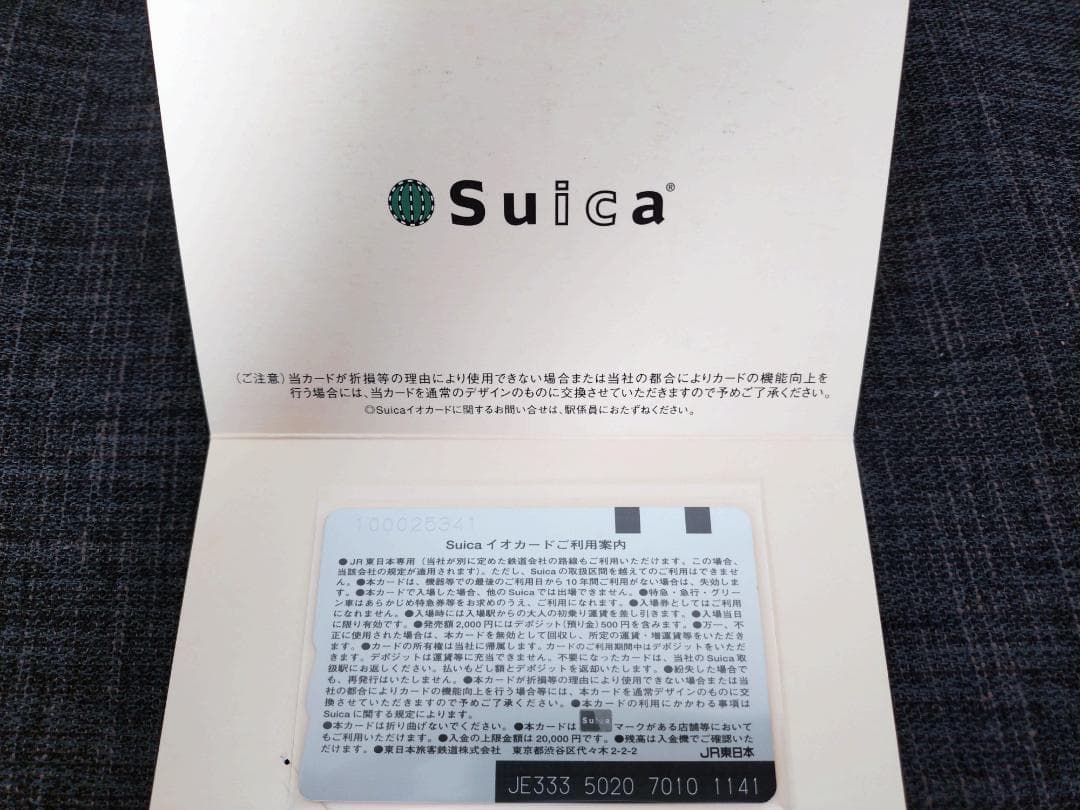 Suica®
(ご注意)当カードが折損等の理由により使用できない場合または当社の都合によりカードの機能向上を
行う場合には、当カードを通常のデザインのものに交換させていただきますので予めご了承ください。
◎Suicaイオカードに関するお問い合せは、駅係員におたずねください。
100025341
Suica イオカードご利用案内
●JR東日本専用(当社が別に定めた鉄道会社の路線もご利用いただけます。この場合、
当該会社の規定が適用されます)。ただし、Suicaの取扱区間を越えてのご利用はできませ
ん。●本カードは、機器等での最後のご利用日から10年間ご利用がない場合は、失効しま
す。●本カードで入場した場合、他のSuicaでは出場できません。●特急・急行・グリー
ン車はあらかじめ特急券等をお求めのうえ、ご利用になれます。●入場券としてはご利用
になれません。●入場時には入場駅からの大人の初乗り運賃を差し引きます。●入場当日
に限り有効です。●発売額2,000円にはデポジット(預り金)500円を含みます。●万一、不
正に使用された場合は、本カードを無効として回収し、所定の運賃・増運賃等をいただき
ます。●カードの所有権は当社に帰属します。カードのご利用期間中はデポジットをいただ
きます。デポジットは運賃等に充当できません。不要になったカードは、当社のSuica取
扱駅にお返しください。払いもどし額とデポジットを返却いたします。●紛失した場合で
も、再発行はいたしません。●カードが折損等の理由により使用できない場合または当
社の都合によりカードの機能向上を行う場合等には、本カードを通常デザインのものに交
換させていただきますので予めご了承ください。●本カードの利用にかかわる事項は
Suicaに関する規定によります。
●本カードは折り曲げないでください。●本カードは Suica マークがある店舗等において
もご利用いただけます。●入金の上限金額は20,000円です。●残高は入金機でご確認いた
だけます。●東日本旅客鉄道株式会社 東京都渋谷区代々木2-2-2
JR東日本
JE333 5020 7010 1141